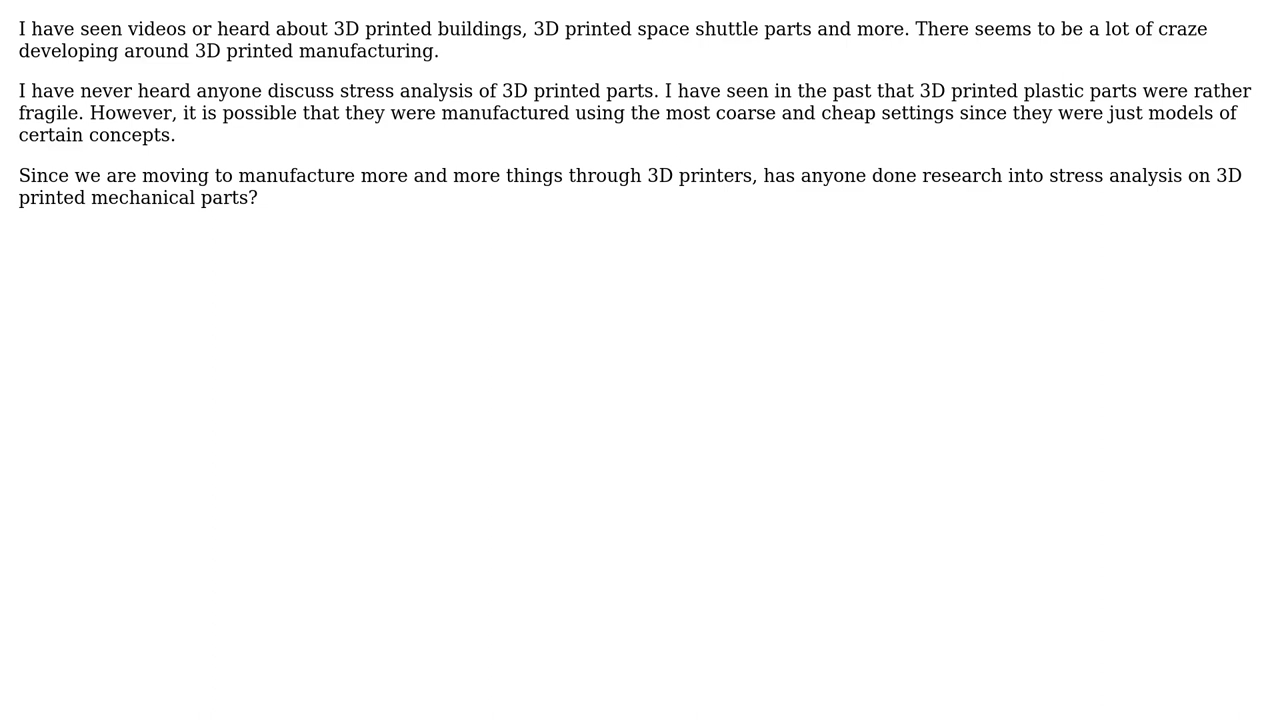 I have seen videos or heard about 3D printed buildings, 3D printed space shuttle parts and more. There seems to be a lot of craze
developing around 3D printed manufacturing.
I have never heard anyone discuss stress analysis of 3D printed parts. I have seen in the past that 3D printed plastic parts were rather
fragile. However, it is possible that they were manufactured using the most coarse and cheap settings since they were just models of
certain concepts.
Since we are moving to manufacture more and more things through 3D printers, has anyone done research into stress analysis on 3D
printed mechanical parts?